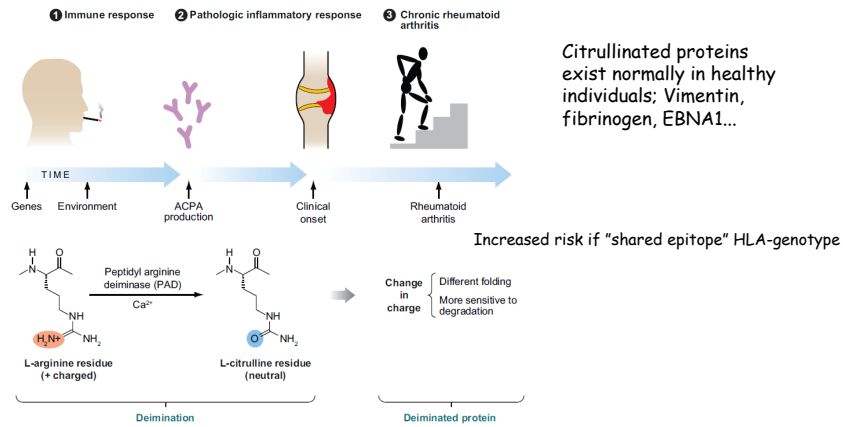 1 Immune response
2 Pathologic inflammatory response
3 Chronic rheumatoid
arthritis
Citrullinated proteins
exist normally in healthy
individuals; Vimentin,
fibrinogen, EBNA1...
TIME
Genes
Environment
ACPA
production
Clinical
onset
Rheumatoid
arthritis
Increased risk if ”shared epitope” HLA-genotype
H
N
O
Peptidyl arginine
deiminase (PAD)
Ca²⁺
NH
H₂N+
NH₂
L-arginine residue
(+ charged)
H
N
O
NH
O
NH₂
L-citrulline residue
(neutral)
Change
in
charge
Different folding
More sensitive to
degradation
Deimination
Deiminated protein